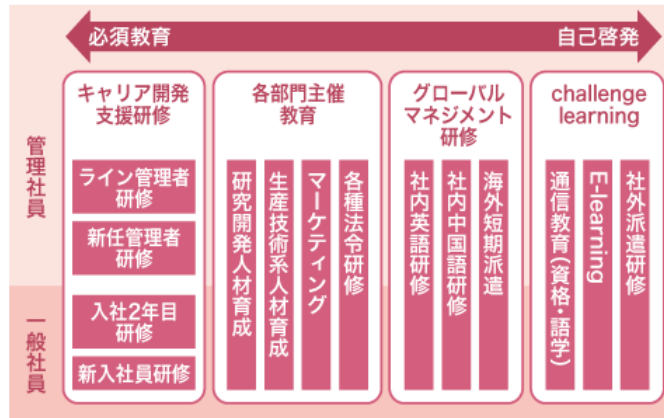 必須教育
自己啓発
管理社員
一般社員
キャリア開発
支援研修
ライン管理者
研修
新任管理者
研修
入社2年目
研修
新入社員研修
各部門主催
教育
研究開発人材育成
生産技術系人材育成
マーケティング
各種法令研修
グローバル
マネジメント
研修
社内英語研修
社内中国語研修
海外短期派遣
challenge
learning
通信教育(資格・語学)
E-learning
社外派遣研修